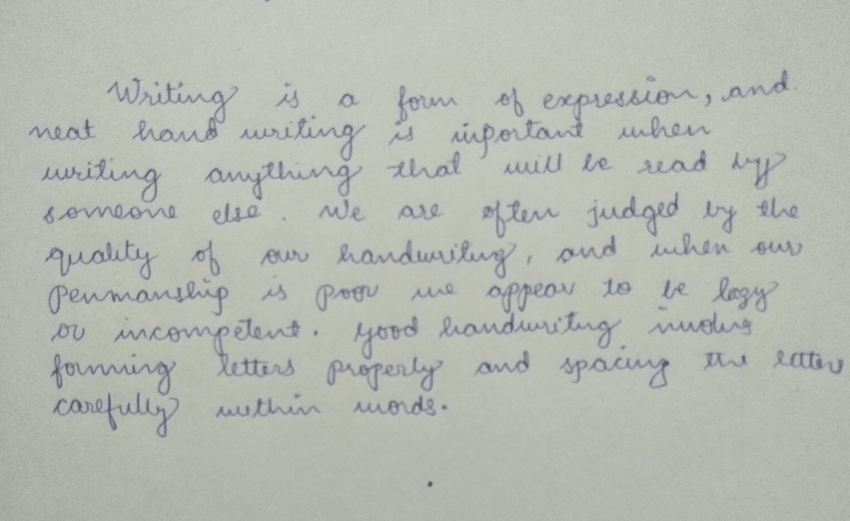 Writing is a form of expression, and
neat hand writing is inportant when
writing anything that will be read by
someone else. We are often judged by the
quality of our handwriting, and when our
Penmanship is poor we appear to be lazy
or incompetent. Good handwriting involves
forming letters properly and spacing the letters
carefully within words.